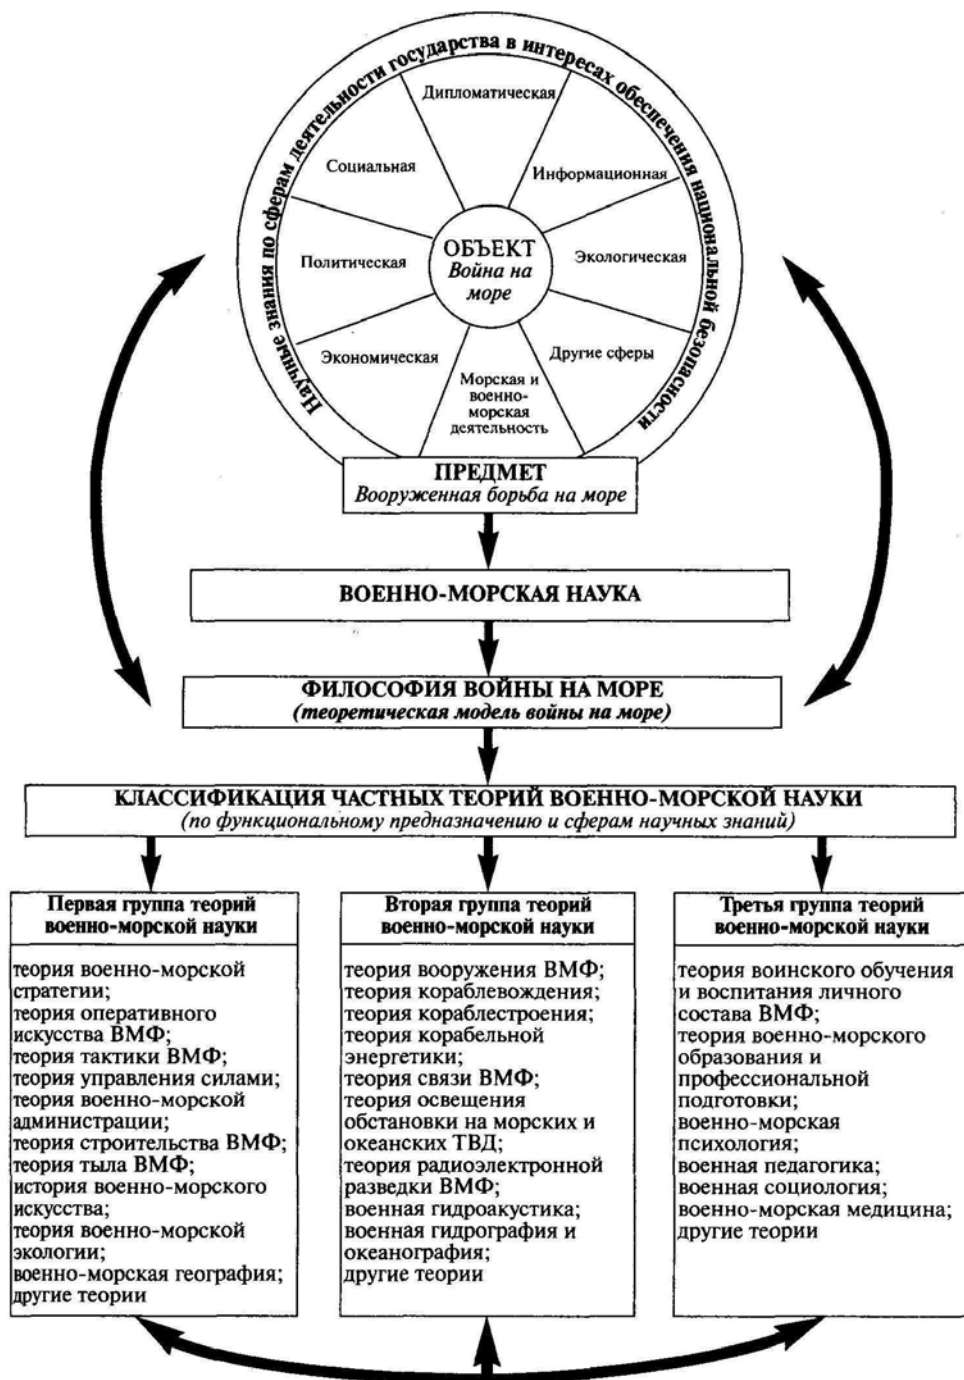 Научные знания по сферам деятельности государства в интересах обеспечения национальной безопасности
Дипломатическая
Социальная
Информационная
ОБЪЕКТ
Война на
море
Политическая
Экологическая
Экономическая
Другие сферы
Морская и
военно-
морская
деятельность
ПРЕДМЕТ
Вооруженная борьба на море
ВОЕННО-МОРСКАЯ НАУКА
ФИЛОСОФИЯ ВОЙНЫ НА МОРЕ
(теоретическая модель войны на море)
КЛАССИФИКАЦИЯ ЧАСТНЫХ ТЕОРИЙ ВОЕННО-МОРСКОЙ НАУКИ
(по функциональному предназначению и сферам научных знаний)
Первая группа теорий
военно-морской науки
теория военно-морской
стратегии;
теория оперативного
искусства ВМФ;
теория тактики ВМФ;
теория управления силами;
теория военно-морской
администрации;
теория строительства ВМФ;
теория тыла ВМФ;
история военно-морского
искусства;
теория военно-морской
экологии;
военно-морская география;
другие теории
Вторая группа теорий
военно-морской науки
теория вооружения ВМФ;
теория кораблевождения;
теория кораблестроения;
теория корабельной
энергетики;
теория связи ВМФ;
теория освещения
обстановки на морских и
океанских ТВД;
теория радиоэлектронной
разведки ВМФ;
военная гидроакустика;
военная гидрография и
океанография;
другие теории
Третья группа теорий
военно-морской науки
теория воинского обучения
и воспитания личного
состава ВМФ;
теория военно-морского
образования и
профессиональной
подготовки;
военно-морская
психология;
военная педагогика;
военная социология;
военно-морская медицина;
другие теории